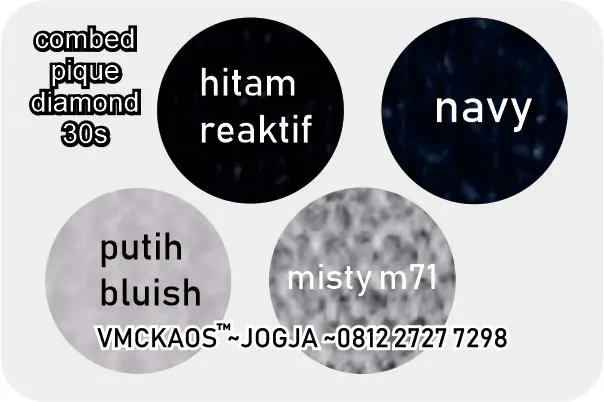 combed
pique
diamond
30s
hitam
reaktif
navy
putih
bluish
misty m71
VMCKAOS™~JOGJA ~0812 2727 7298